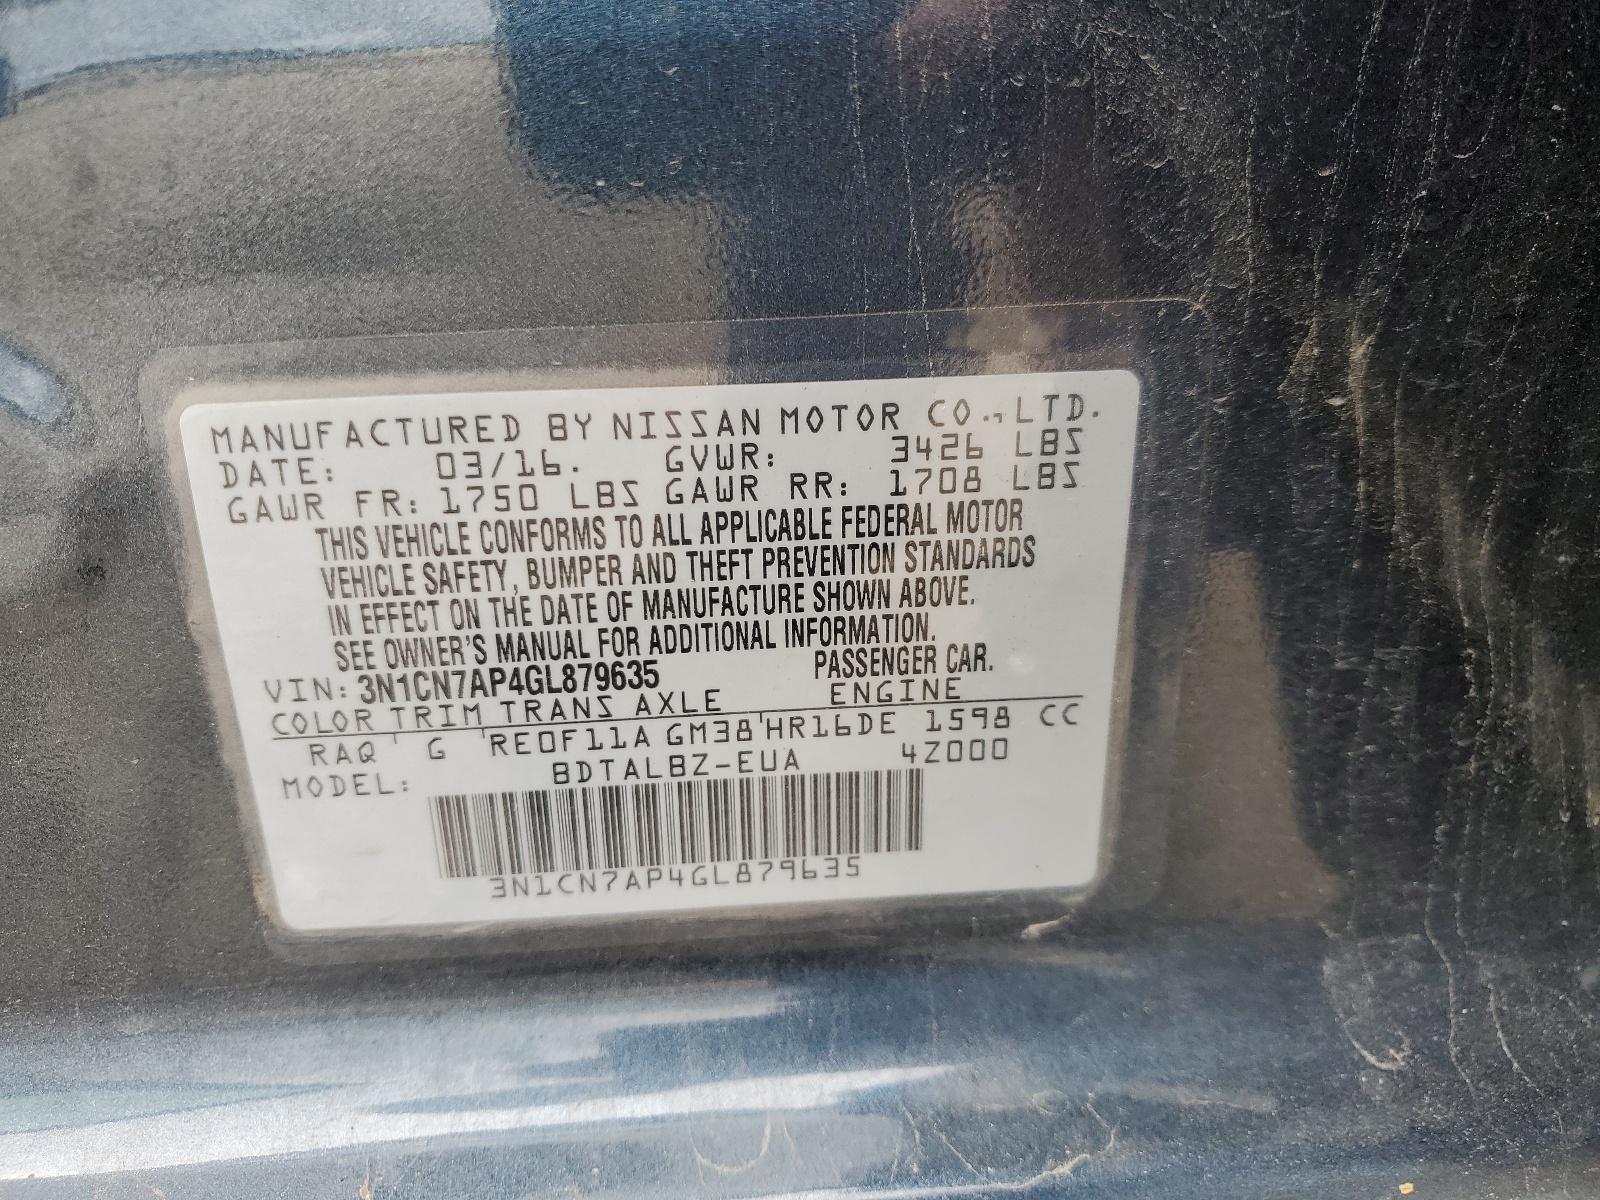 MANUFACTURED BY NISSAN MOTOR CO., LTD.
DATE: 03/16. GVWR: 3426 LBS
GAWR FR: 1750 LBS GAWR RR: 1708 LBS
THIS VEHICLE CONFORMS TO ALL APPLICABLE FEDERAL MOTOR
VEHICLE SAFETY, BUMPER AND THEFT PREVENTION STANDARDS
IN EFFECT ON THE DATE OF MANUFACTURE SHOWN ABOVE.
SEE OWNER'S MANUAL FOR ADDITIONAL INFORMATION.
VIN: 3N1CN7AP4GL879635 PASSENGER CAR.
COLOR TRIM TRANS AXLE ENGINE
RAQ G RE0F11A GM38 HR16DE 1598 CC
MODEL: BDTALBZ-EUA 4Z000
3N1CN7AP4GL879635